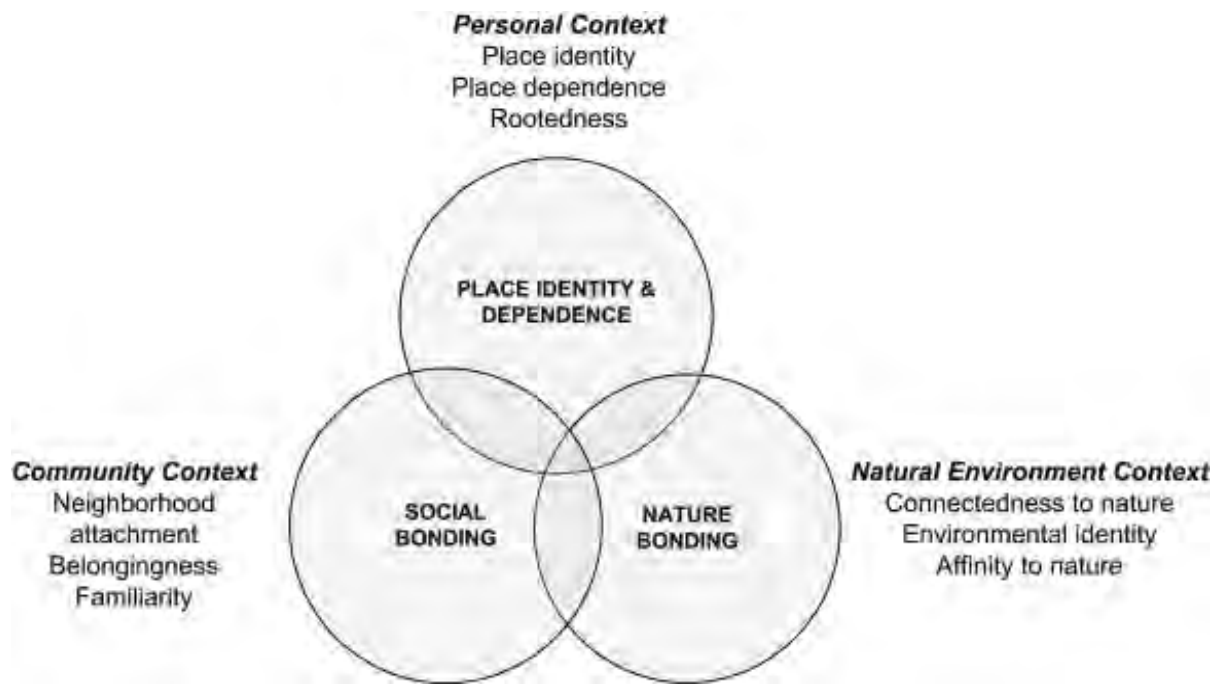 Personal Context
Place identity
Place dependence
Rootedness
PLACE IDENTITY &
DEPENDENCE
Community Context
Neighborhood
attachment
Belongingness
Familiarity
SOCIAL
BONDING
NATURE
BONDING
Natural Environment Context
Connectedness to nature
Environmental identity
Affinity to nature